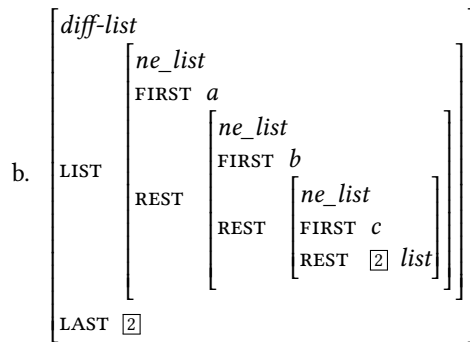 diff-list
ne_list
FIRST a
ne_list
FIRST b
b. LIST
REST
ne_list
REST FIRST c
REST 2 list
LAST 2